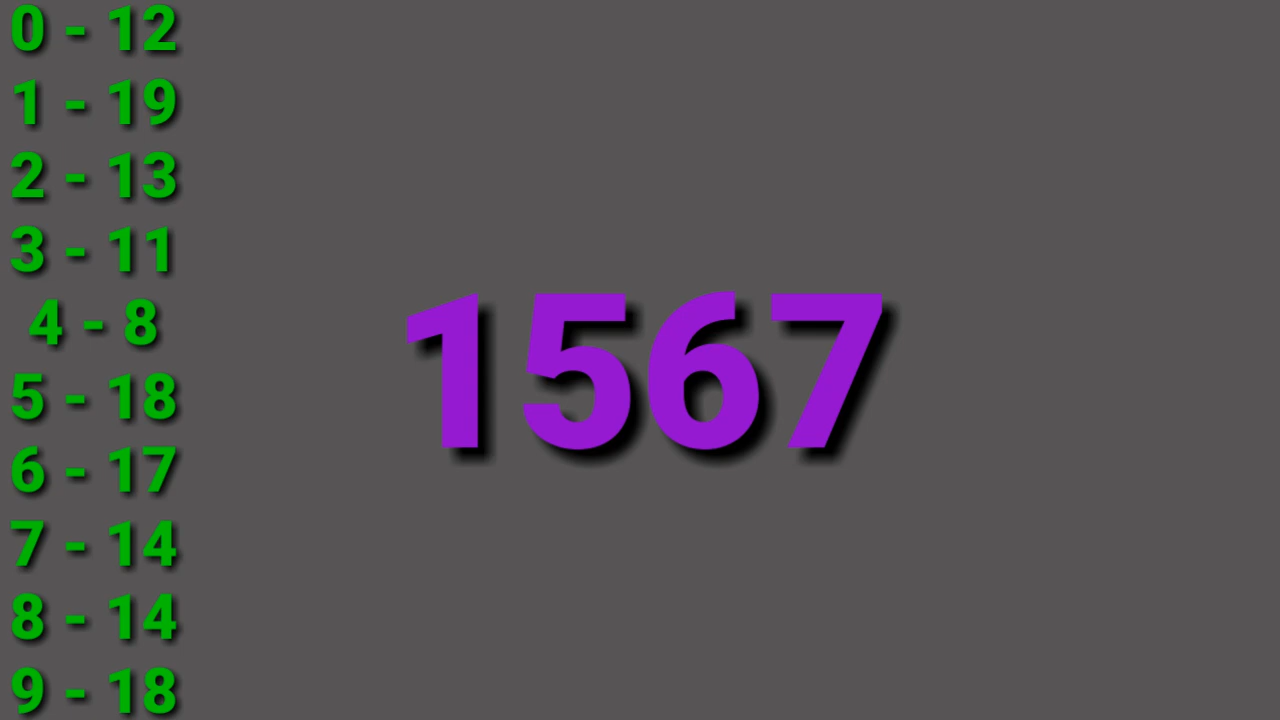 0 - 12
1 - 19
2 - 13
3 - 11
4 - 8
5 - 18
6 - 17
7 - 14
8 - 14
9 - 18
1567